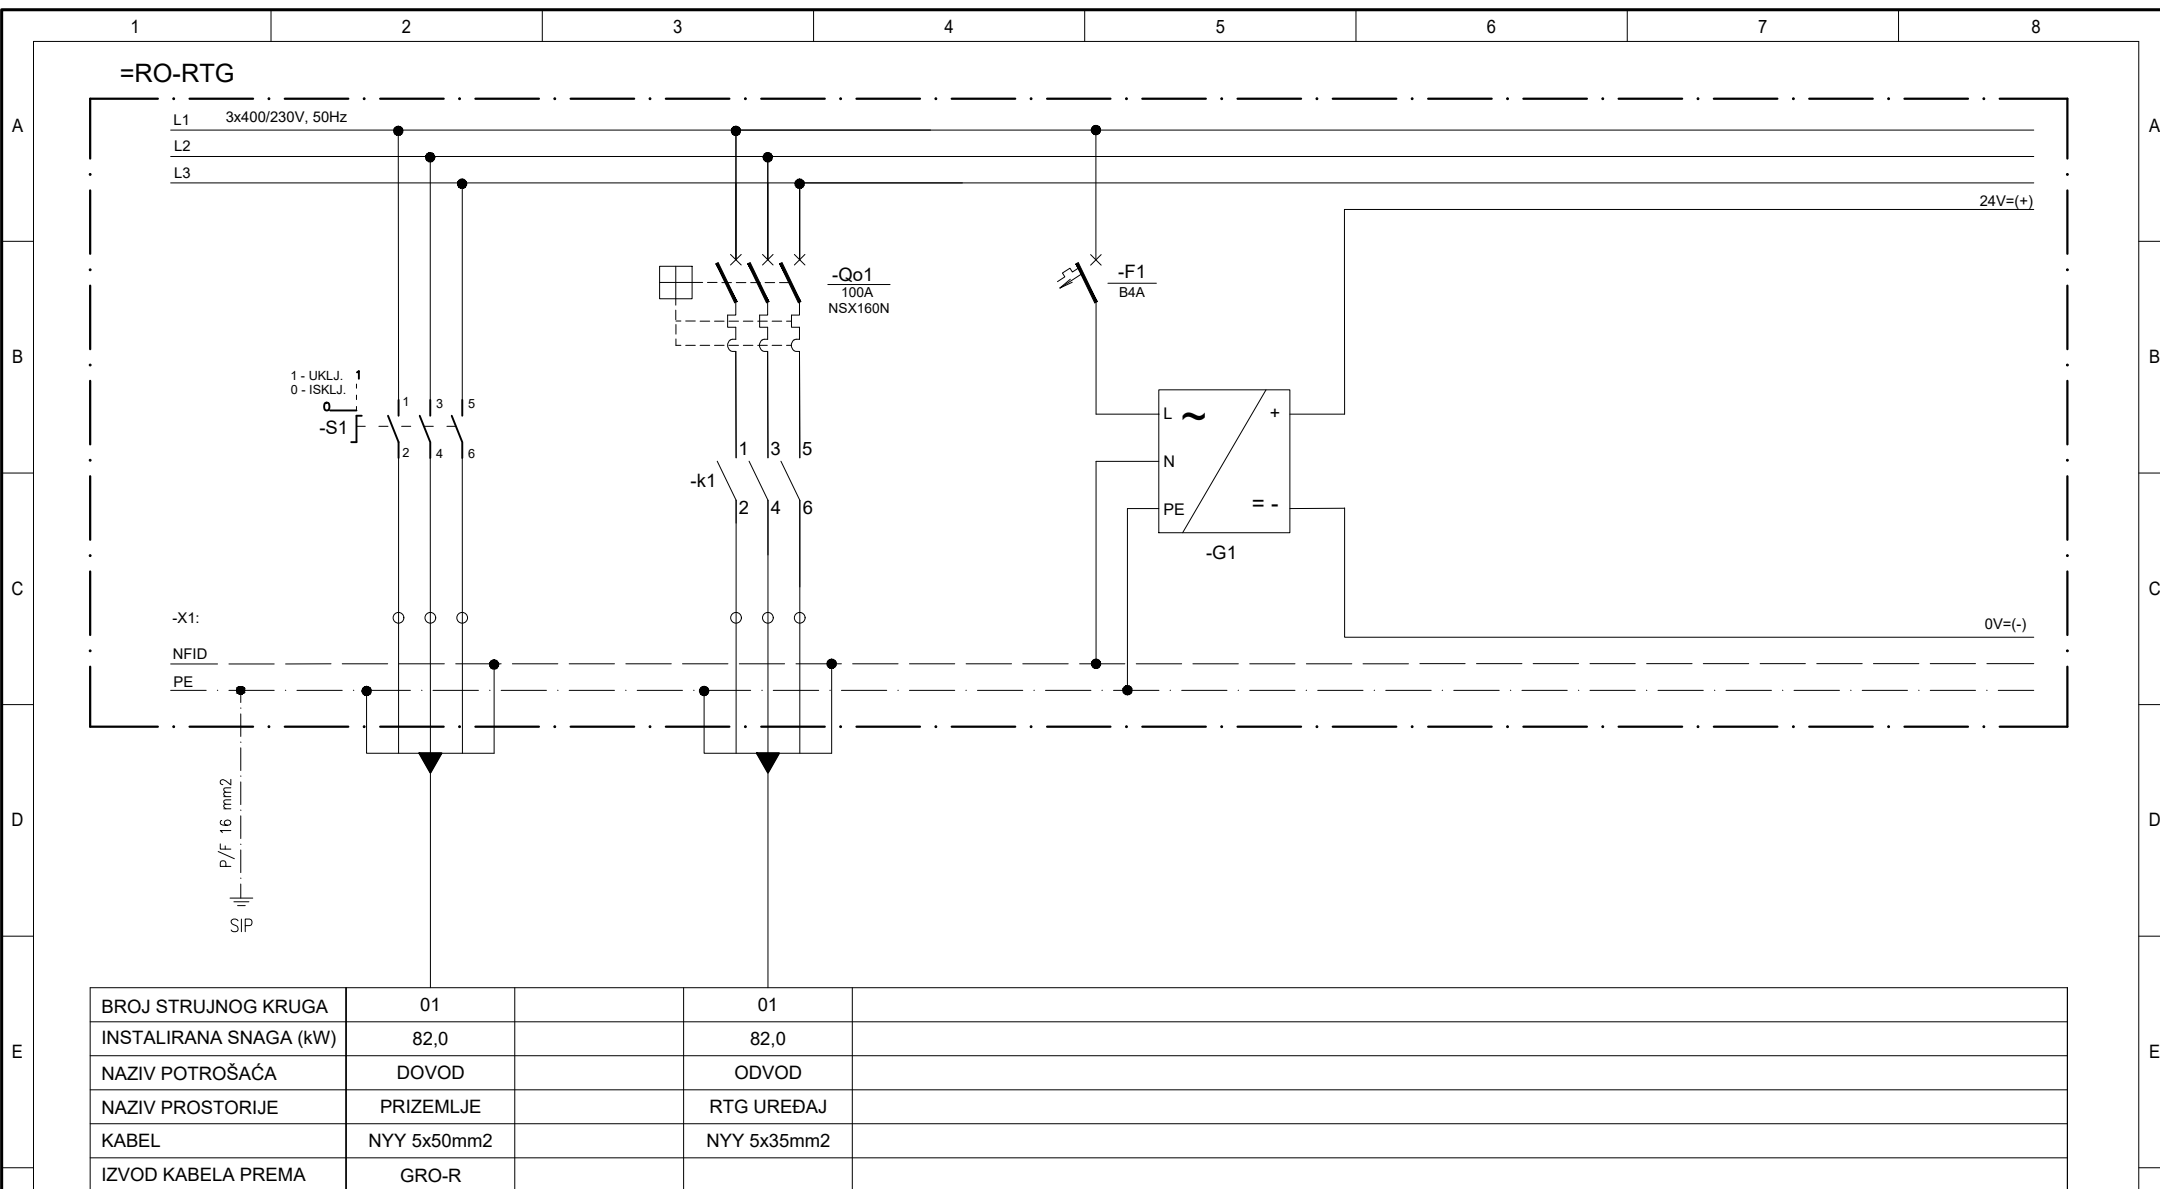 1 2 3 4 5 6 7 8
=RO-RTG
A A
L1 3x400/230V, 50Hz
L2
L3
24V=(+)
-Qo1
100A
NSX160N
-F1
B4A
B B
1 - UKLJ. 1
0 - ISKLJ.
0
-S1
1 3 5
2 4 6
1 3 5
-k1
2 4 6
L ~ +
N
PE = -
-G1
C C
-X1:
0V=(-)
NFID
PE
D D
P/F 16 mm2
SIP
E E
BROJ STRUJNOG KRUGA 01 01
INSTALIRANA SNAGA (kW) 82,0 82,0
NAZIV POTROŠAĆA DOVOD ODVOD
NAZIV PROSTORIJE PRIZEMLJE RTG UREĐAJ
KABEL NYY 5x50mm2 NYY 5x35mm2
IZVOD KABELA PREMA GRO-R